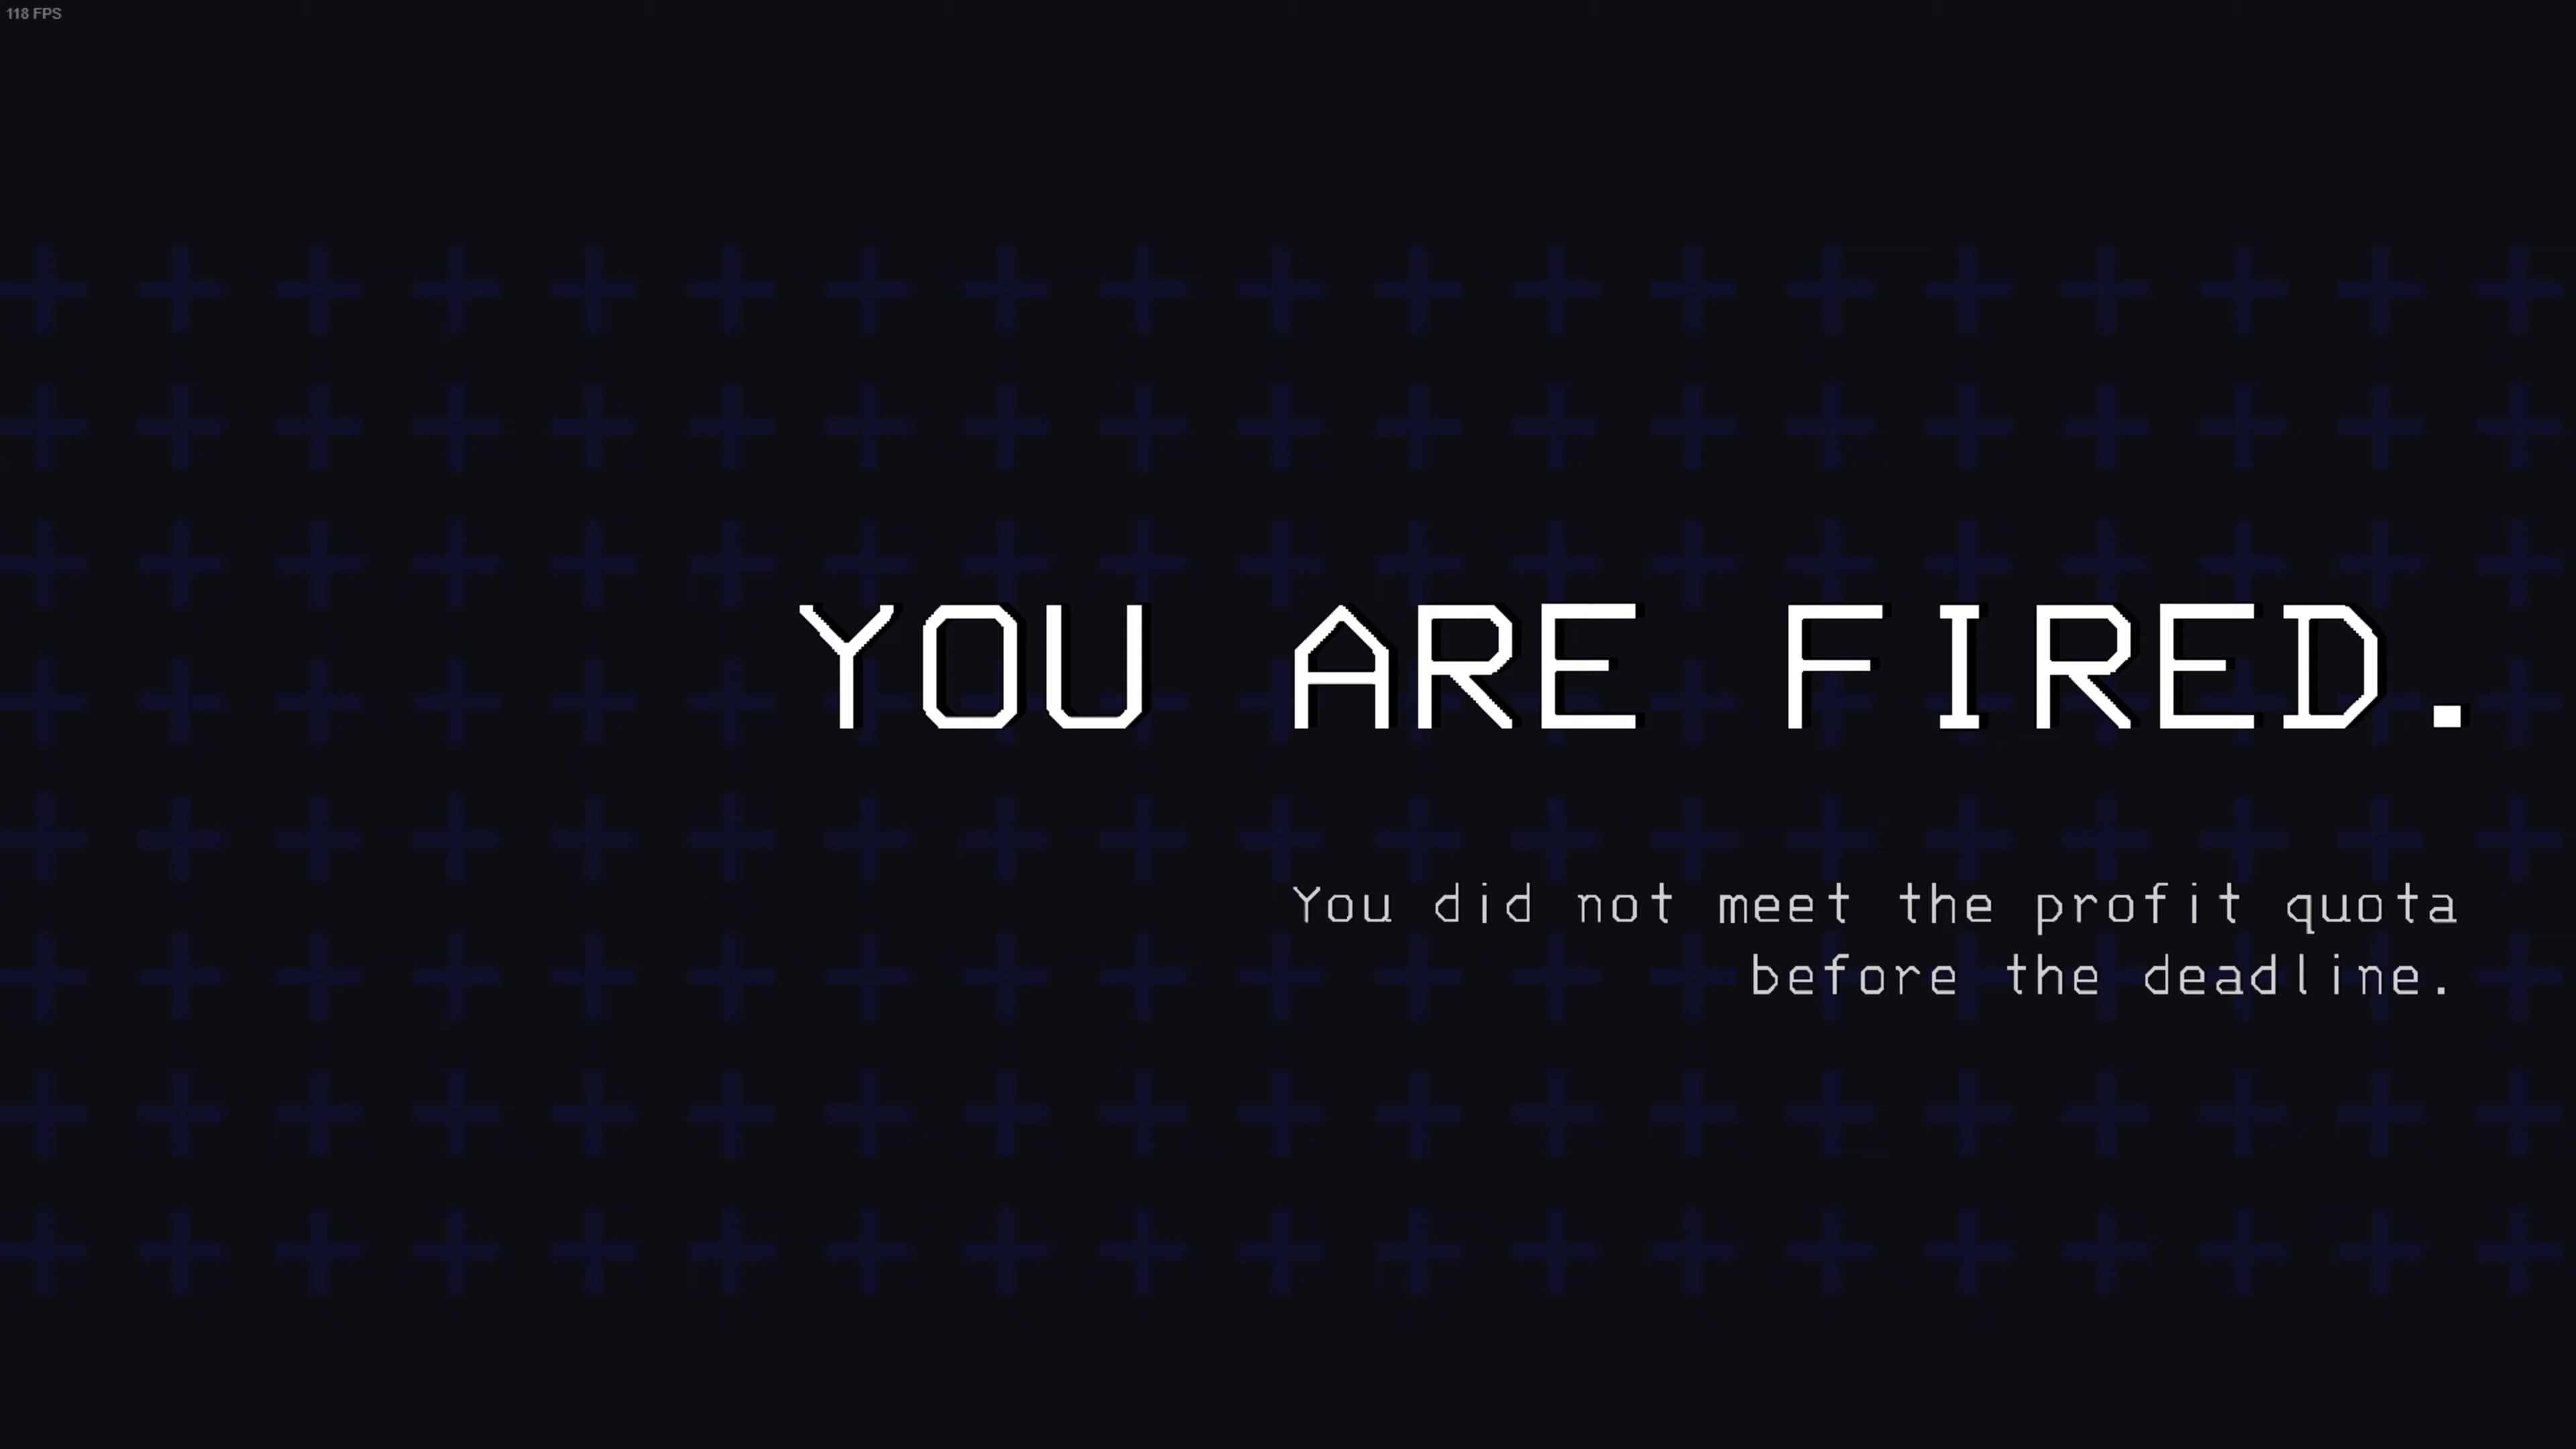 118 FPS
YOU ARE FIRED.
You did not meet the profit quota
before the deadline.